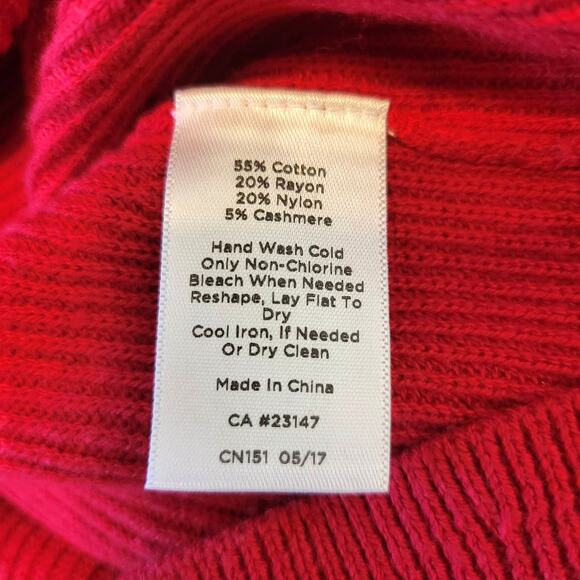 55% Cotton
20% Rayon
20% Nylon
5% Cashmere
Hand Wash Cold
Only Non-Chlorine
Bleach When Needed
Reshape, Lay Flat To
Dry
Cool Iron, If Needed
Or Dry Clean
Made In China
CA #23147
CN151 05/17